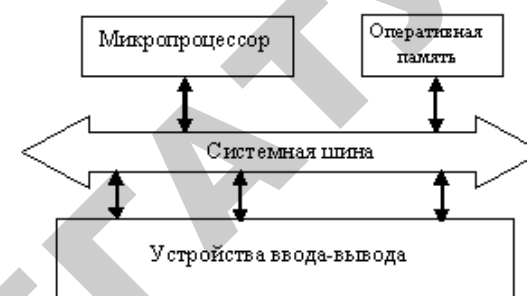 Микропроцессор
Оперативная
память
Системная шина
Устройства ввода-вывода